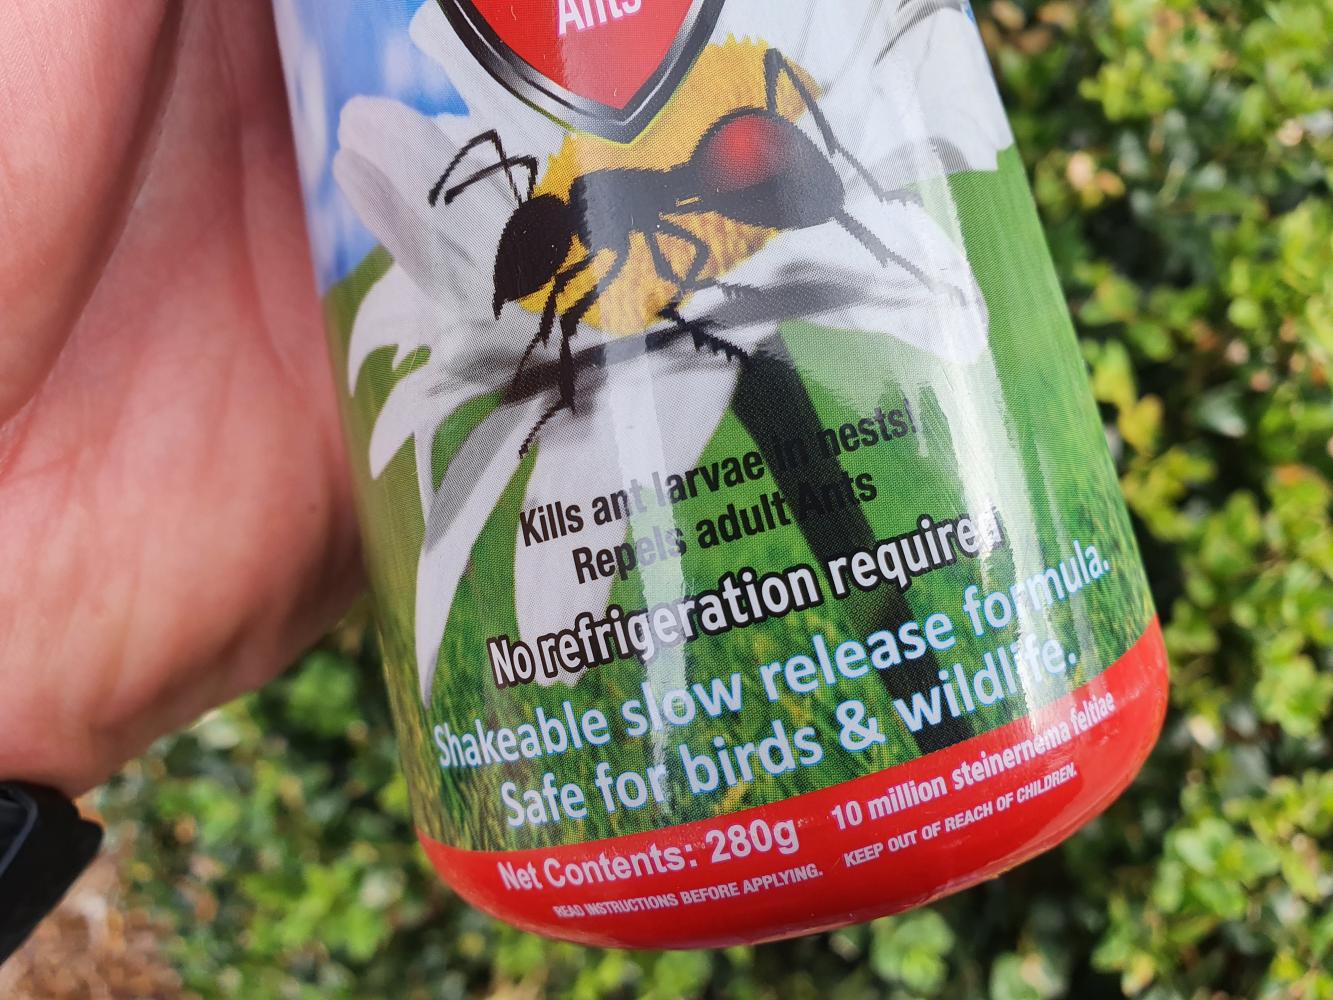 Ants
Kills ant larvae in nests!
Repels adult Ants
No refrigeration required
Shakeable slow release formula.
Safe for birds & wildlife.
Net Contents: 280g 10 million steinernema feltiae
READ INSTRUCTIONS BEFORE APPLYING. KEEP OUT OF REACH OF CHILDREN.